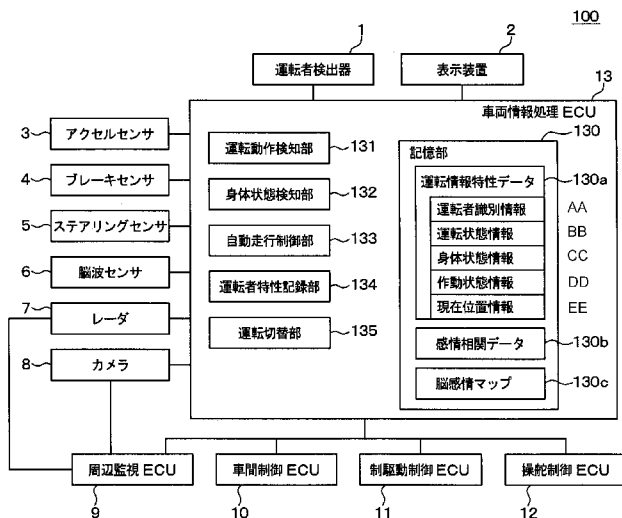 100
1
運転者検出器
2
表示装置
13
車両情報処理 ECU
3
アクセルセンサ
4
ブレーキセンサ
5
ステアリングセンサ
6
脳波センサ
7
レーダ
8
カメラ
運転動作検知部
131
身体状態検知部
132
自動走行制御部
133
運転者特性記録部
134
運転切替部
135
130
記憶部
運転情報特性データ
130a
運転者識別情報
AA
運転状態情報
BB
身体状態情報
CC
作動状態情報
DD
現在位置情報
EE
感情相関データ
130b
脳感情マップ
130c
周辺監視 ECU
9
車間制御 ECU
10
制駆動制御 ECU
11
操舵制御 ECU
12